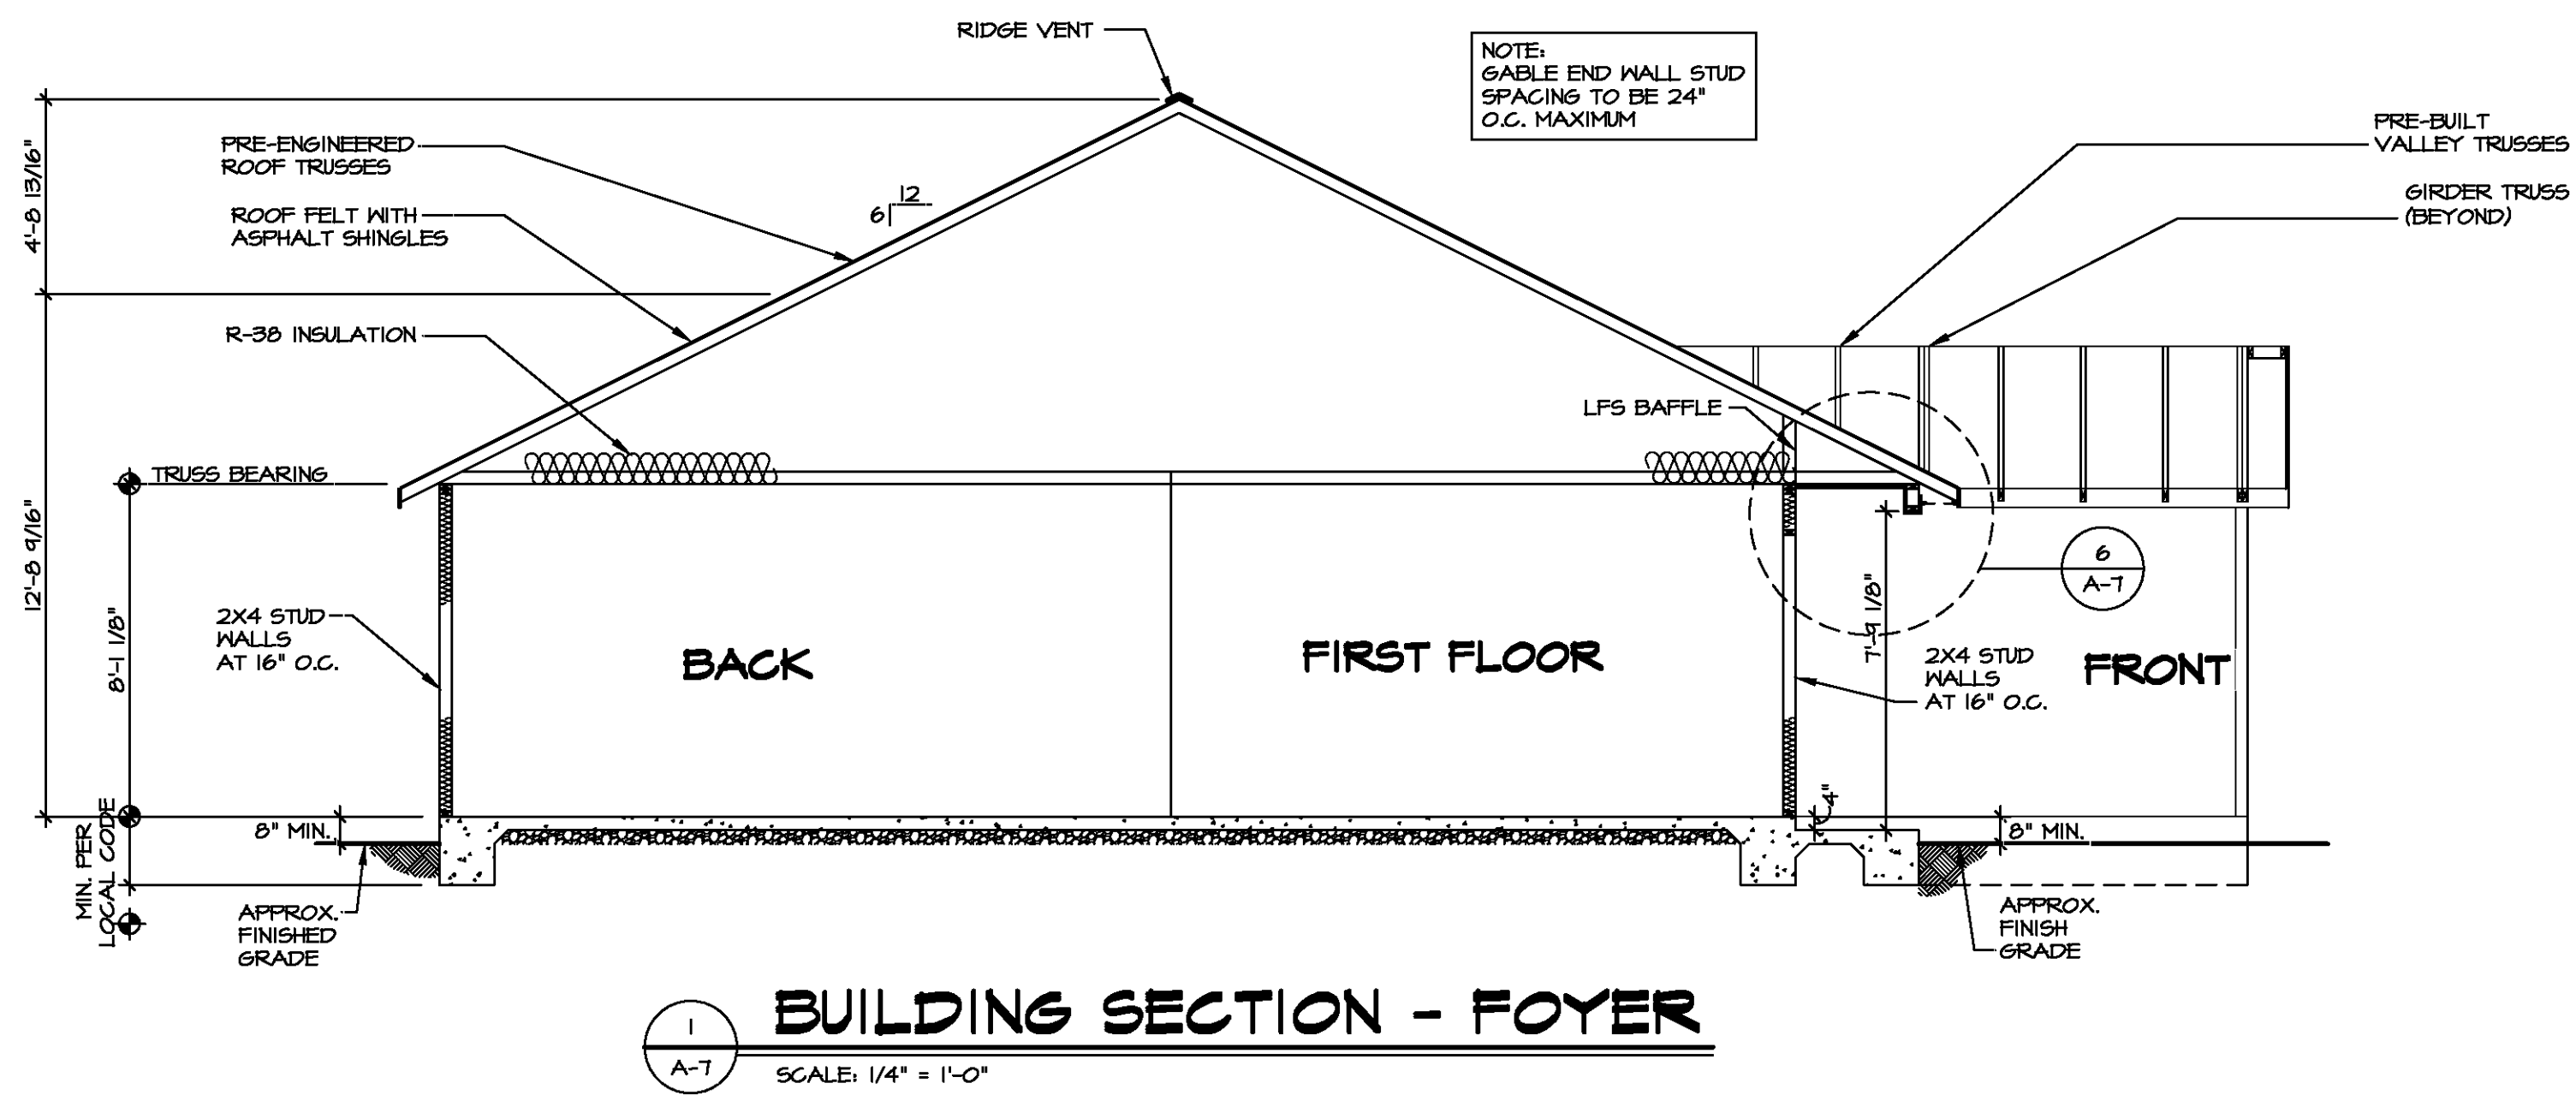 RIDGE VENT
NOTE:
GABLE END WALL STUD
SPACING TO BE 24"
O.C. MAXIMUM
PRE-BUILT
VALLEY TRUSSES
GIRDER TRUSS
(BEYOND)
PRE-ENGINEERED
ROOF TRUSSES
4'-8 13/16"
12
6
ROOF FELT WITH
ASPHALT SHINGLES
R-38 INSULATION
LFS BAFFLE
TRUSS BEARING
12'-8 9/16"
8'-1 1/8"
2X4 STUD
WALLS
AT 16" O.C.
BACK
FIRST FLOOR
7'-9 1/8"
6
A-7
2X4 STUD
WALLS
AT 16" O.C.
FRONT
4"
8" MIN.
8" MIN.
MIN. PER
LOCAL CODE
APPROX.
FINISHED
GRADE
APPROX.
FINISH
GRADE
1
A-7
BUILDING SECTION - FOYER
SCALE: 1/4" = 1'-0"